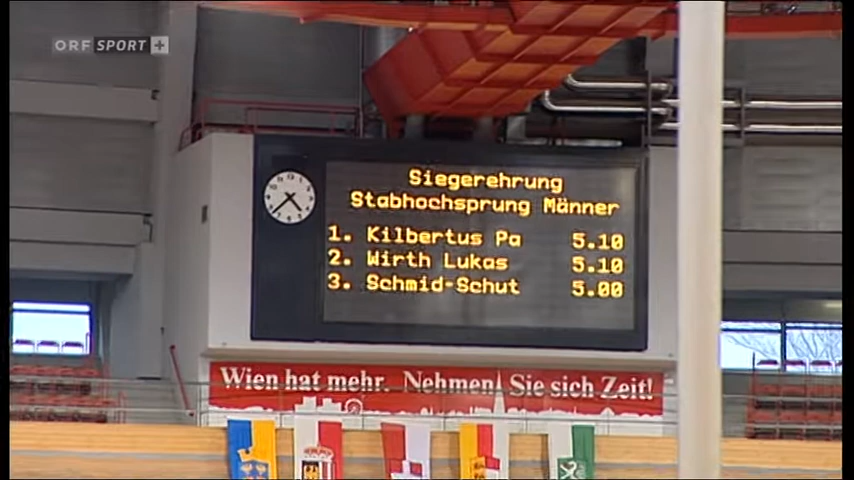 ORF SPORT +
Siegerehrung
Stabhochsprung Männer
1. Kilbertus Pa 5.10
2. Wirth Lukas 5.10
3. Schmid-Schut 5.00
Wien hat mehr. Nehmen Sie sich Zeit!